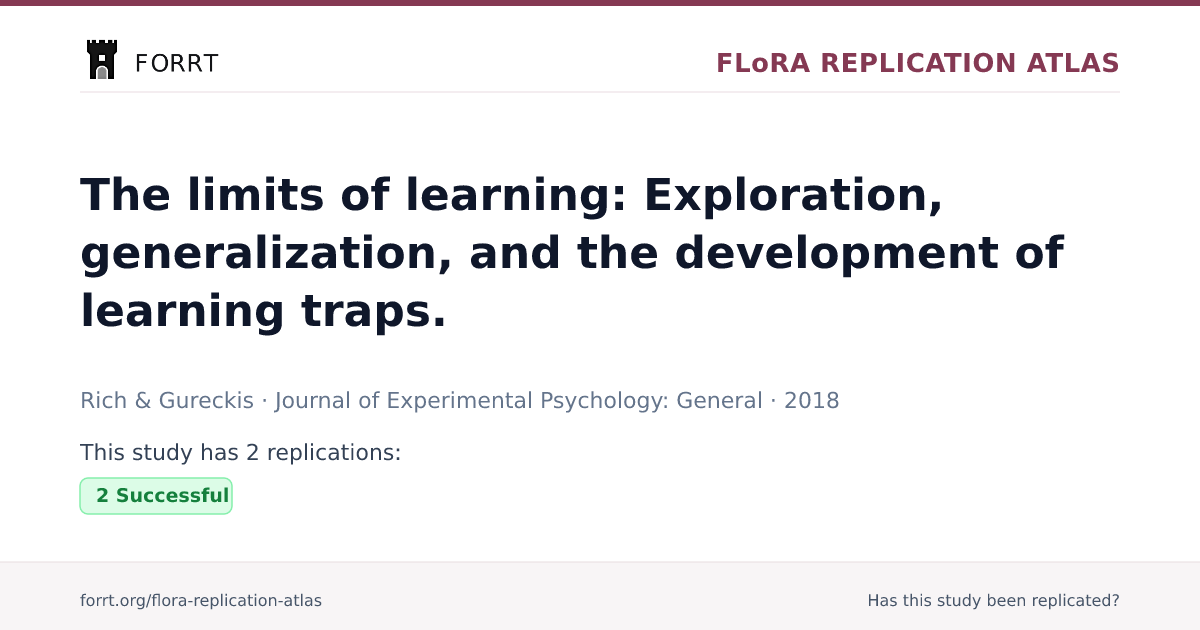 FORRT
FLoRA REPLICATION ATLAS
The limits of learning: Exploration,
generalization, and the development of
learning traps.
Rich & Gureckis · Journal of Experimental Psychology: General · 2018
This study has 2 replications:
2 Successful
forrt.org/flora-replication-atlas
Has this study been replicated?